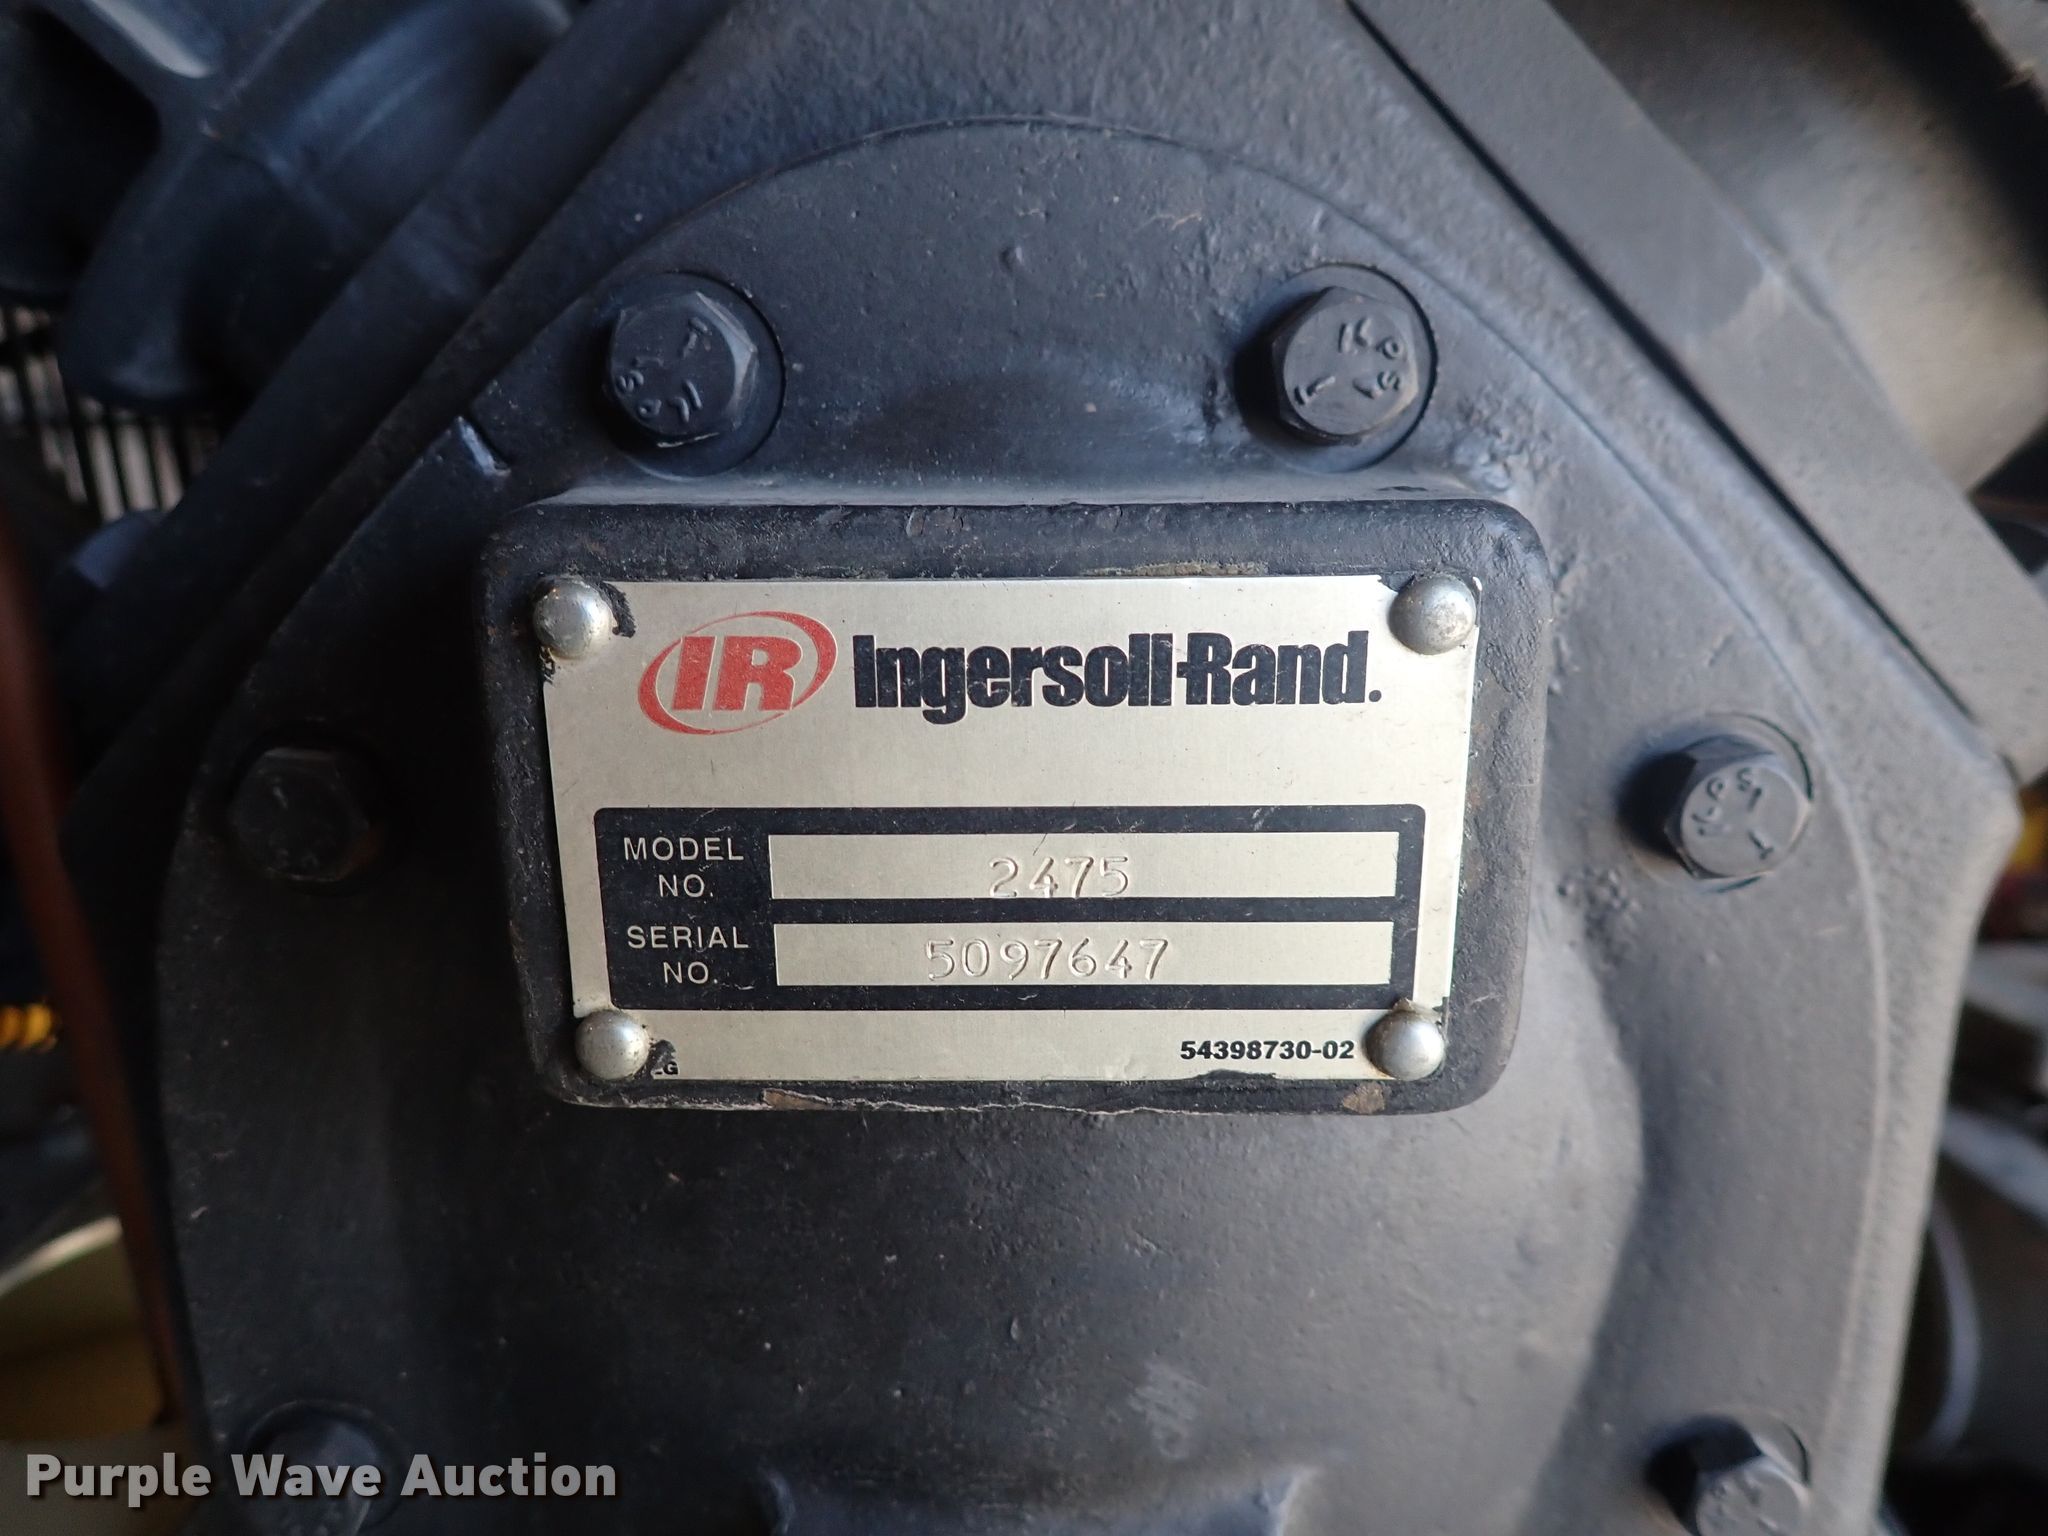 IR Ingersoll-Rand.
MODEL NO. 2475
SERIAL NO. 5097647
54398730-02
Purple Wave Auction